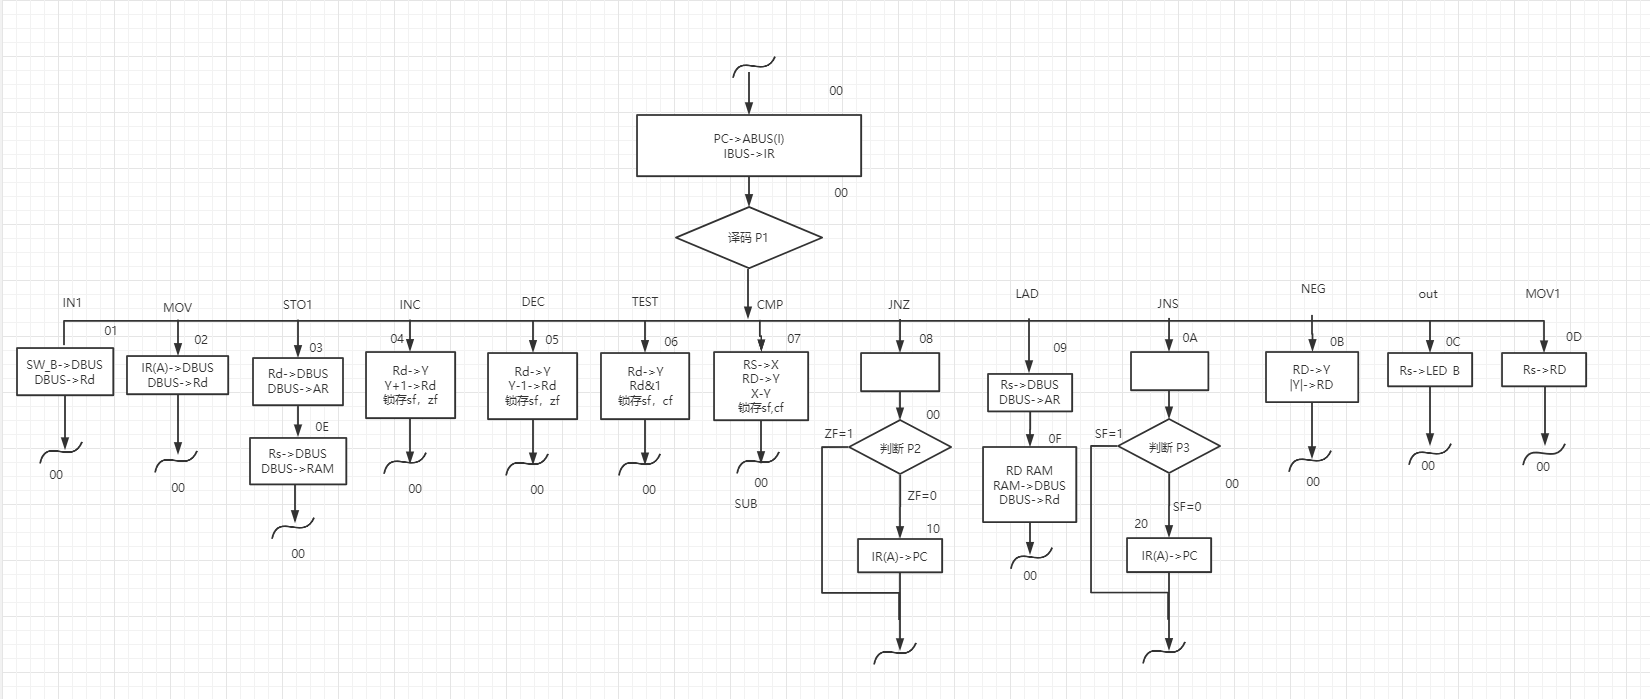 00
PC->ABUS(I)
IBUS->IR
00
译码 P1
IN1
MOV
STO1
INC
DEC
TEST
CMP
JNZ
LAD
JNS
NEG
out
MOV1
01
SW_B->DBUS
DBUS->Rd
00
02
IR(A)->DBUS
DBUS->Rd
00
03
Rd->DBUS
DBUS->AR
0E
Rs->DBUS
DBUS->RAM
00
04
Rd->Y
Y+1->Rd
锁存sf，zf
00
05
Rd->Y
Y-1->Rd
锁存sf，zf
00
06
Rd->Y
Rd&1
锁存sf，cf
00
07
RS->X
RD->Y
X-Y
锁存sf,cf
00
SUB
08
00
ZF=1
判断 P2
ZF=0
10
IR(A)->PC
09
Rs->DBUS
DBUS->AR
0F
RD RAM
RAM->DBUS
DBUS->Rd
00
0A
SF=1
判断 P3
00
SF=0
20
IR(A)->PC
0B
RD->Y
|Y|->RD
00
0C
Rs->LED B
00
0D
Rs->RD
00